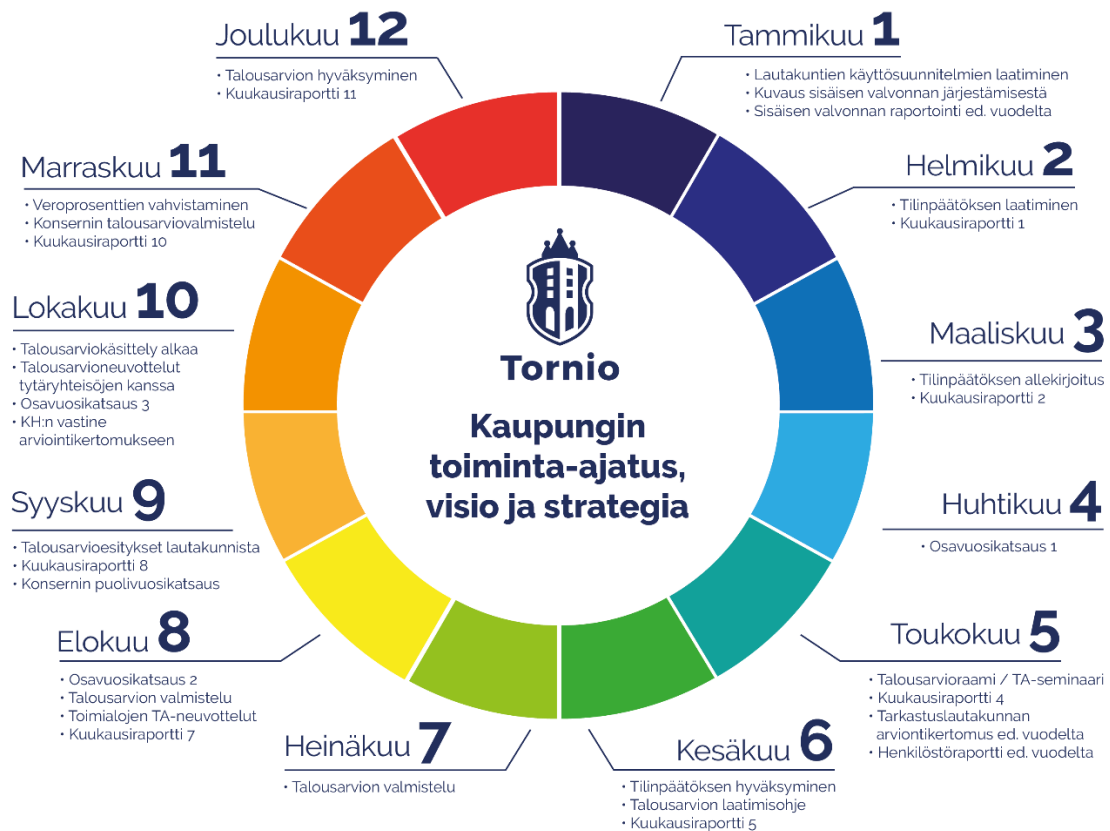 Joulukuu 12
• Talousarvion hyväksyminen
• Kuukausiraportti 11
Tammikuu 1
• Lautakuntien käyttösuunnitelmien laatiminen
• Kuvaus sisäisen valvonnan järjestämisestä
• Sisäisen valvonnan raportointi ed. vuodelta
Marraskuu 11
• Veroprosenttien vahvistaminen
• Konsernin talousarviovalmistelu
• Kuukausiraportti 10
Helmikuu 2
• Tilinpäätöksen laatiminen
• Kuukausiraportti 1
Lokakuu 10
• Talousarviokäsittely alkaa
• Talousarvioneuvottelut
tytäryhteisöjen kanssa
• Osavuosikatsaus 3
• KH:n vastine
arviointikertomukseen
Maaliskuu 3
• Tilinpäätöksen allekirjoitus
• Kuukausiraportti 2
Tornio
Kaupungin
toiminta-ajatus,
visio ja strategia
Syyskuu 9
• Talousarvioesitykset lautakunnista
• Kuukausiraportti 8
• Konsernin puolivuosikatsaus
Huhtikuu 4
• Osavuosikatsaus 1
Elokuu 8
• Osavuosikatsaus 2
• Talousarvion valmistelu
• Toimialojen TA-neuvottelut
• Kuukausiraportti 7
Toukokuu 5
• Talousarvioraami / TA-seminaari
• Kuukausiraportti 4
• Tarkastuslautakunnan
arviontikertomus ed. vuodelta
• Henkilöstöraportti ed. vuodelta
Heinäkuu 7
• Talousarvion valmistelu
Kesäkuu 6
• Tilinpäätöksen hyväksyminen
• Talousarvion laatimisohje
• Kuukausiraportti 5